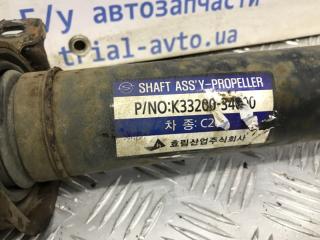 Б/у автозапчасти
trial-avto.ua
SHAFT ASS'Y-PROPELLER
P/NO:K33200-34
차 종: C2
효림산업주식회사